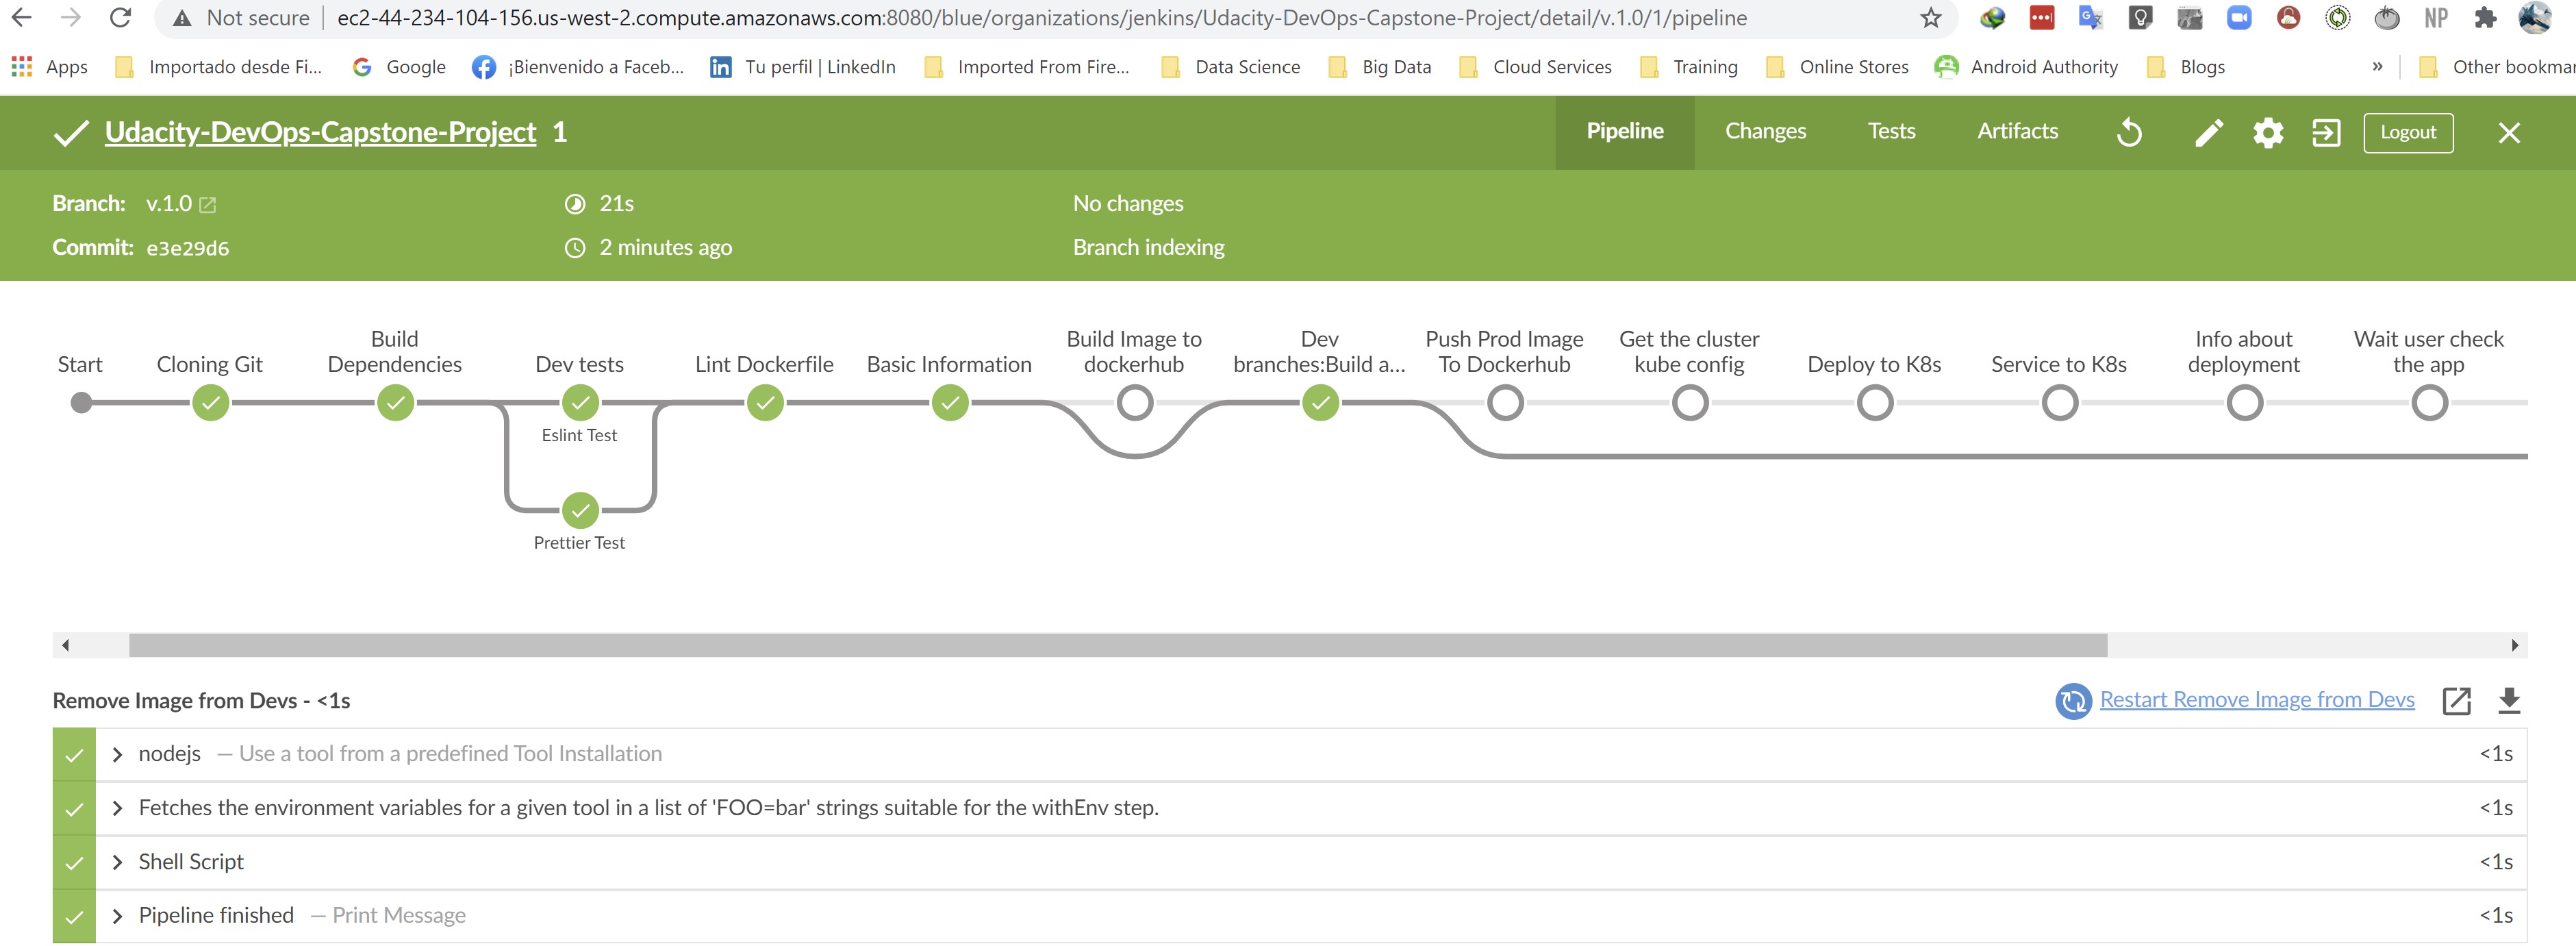 Not secure | ec2-44-234-104-156.us-west-2.compute.amazonaws.com:8080/blue/organizations/jenkins/Udacity-DevOps-Capstone-Project/detail/v.1.0/1/pipeline NP
Apps Importado desde Fi... Google ¡Bienvenido a Faceb... Tu perfil | LinkedIn Imported From Fire... Data Science Big Data Cloud Services Training Online Stores Android Authority Blogs » Other bookmar
Udacity-DevOps-Capstone-Project 1 Pipeline Changes Tests Artifacts Logout
Branch: v.1.0 21s No changes
Commit: e3e29d6 2 minutes ago Branch indexing
Start
Cloning Git
Build
Dependencies
Dev tests
Lint Dockerfile
Basic Information
Build Image to
dockerhub
Dev
branches:Build a...
Push Prod Image
To Dockerhub
Get the cluster
kube config
Deploy to K8s
Service to K8s
Info about
deployment
Wait user check
the app
Eslint Test
Prettier Test
Remove Image from Devs - <1s Restart Remove Image from Devs
nodejs — Use a tool from a predefined Tool Installation <1s
Fetches the environment variables for a given tool in a list of 'FOO=bar' strings suitable for the withEnv step. <1s
Shell Script <1s
Pipeline finished — Print Message <1s